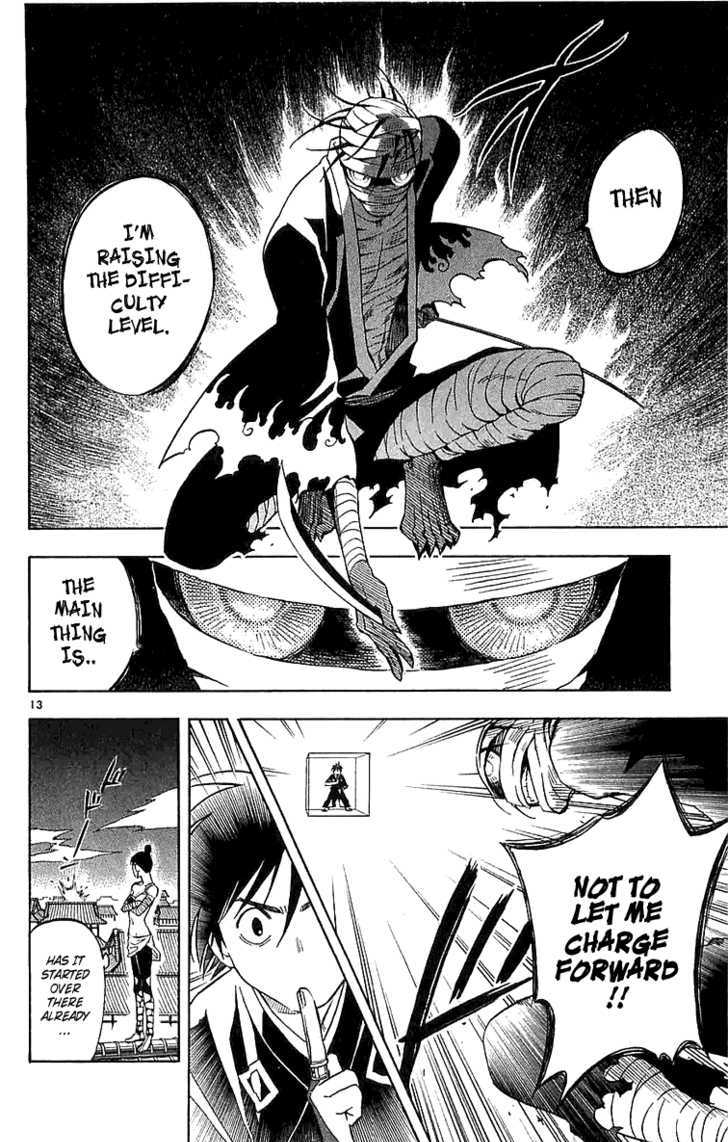 THEN
I'M
RAISING
THE DIFFI-
CULTY
LEVEL.
THE
MAIN
THING
IS..
13
NOT TO
LET ME
CHARGE
FORWARD
!!
HAS IT
STARTED
OVER
THERE
ALREADY
...